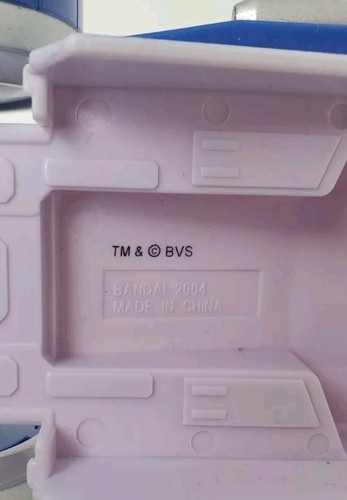 TM & © BVS
BANDAI 2004
MADE IN CHINA